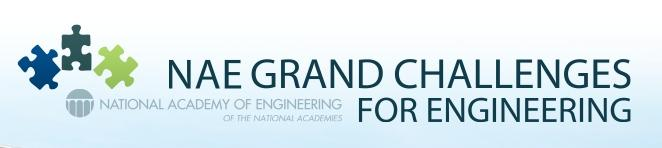 NAE GRAND CHALLENGES
FOR ENGINEERING
NATIONAL ACADEMY OF ENGINEERING
OF THE NATIONAL ACADEMIES